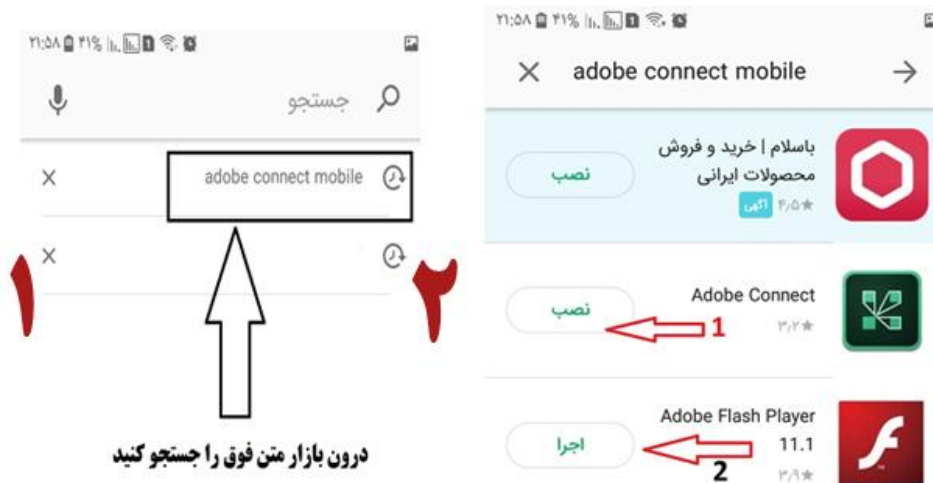 ۲۱:۵۸ ۴۱%
جستجو
adobe connect mobile
۱
۲
درون بازار متن فوق را جستجو کنید
۲۱:۵۸ ۴۱%
adobe connect mobile
باسلام | خرید و فروش
محصولات ایرانی
نصب
۴٫۵★ آگهی
Adobe Connect
نصب
1
۳٫۲★
Adobe Flash Player
11.1
اجرا
2
۳٫۹★